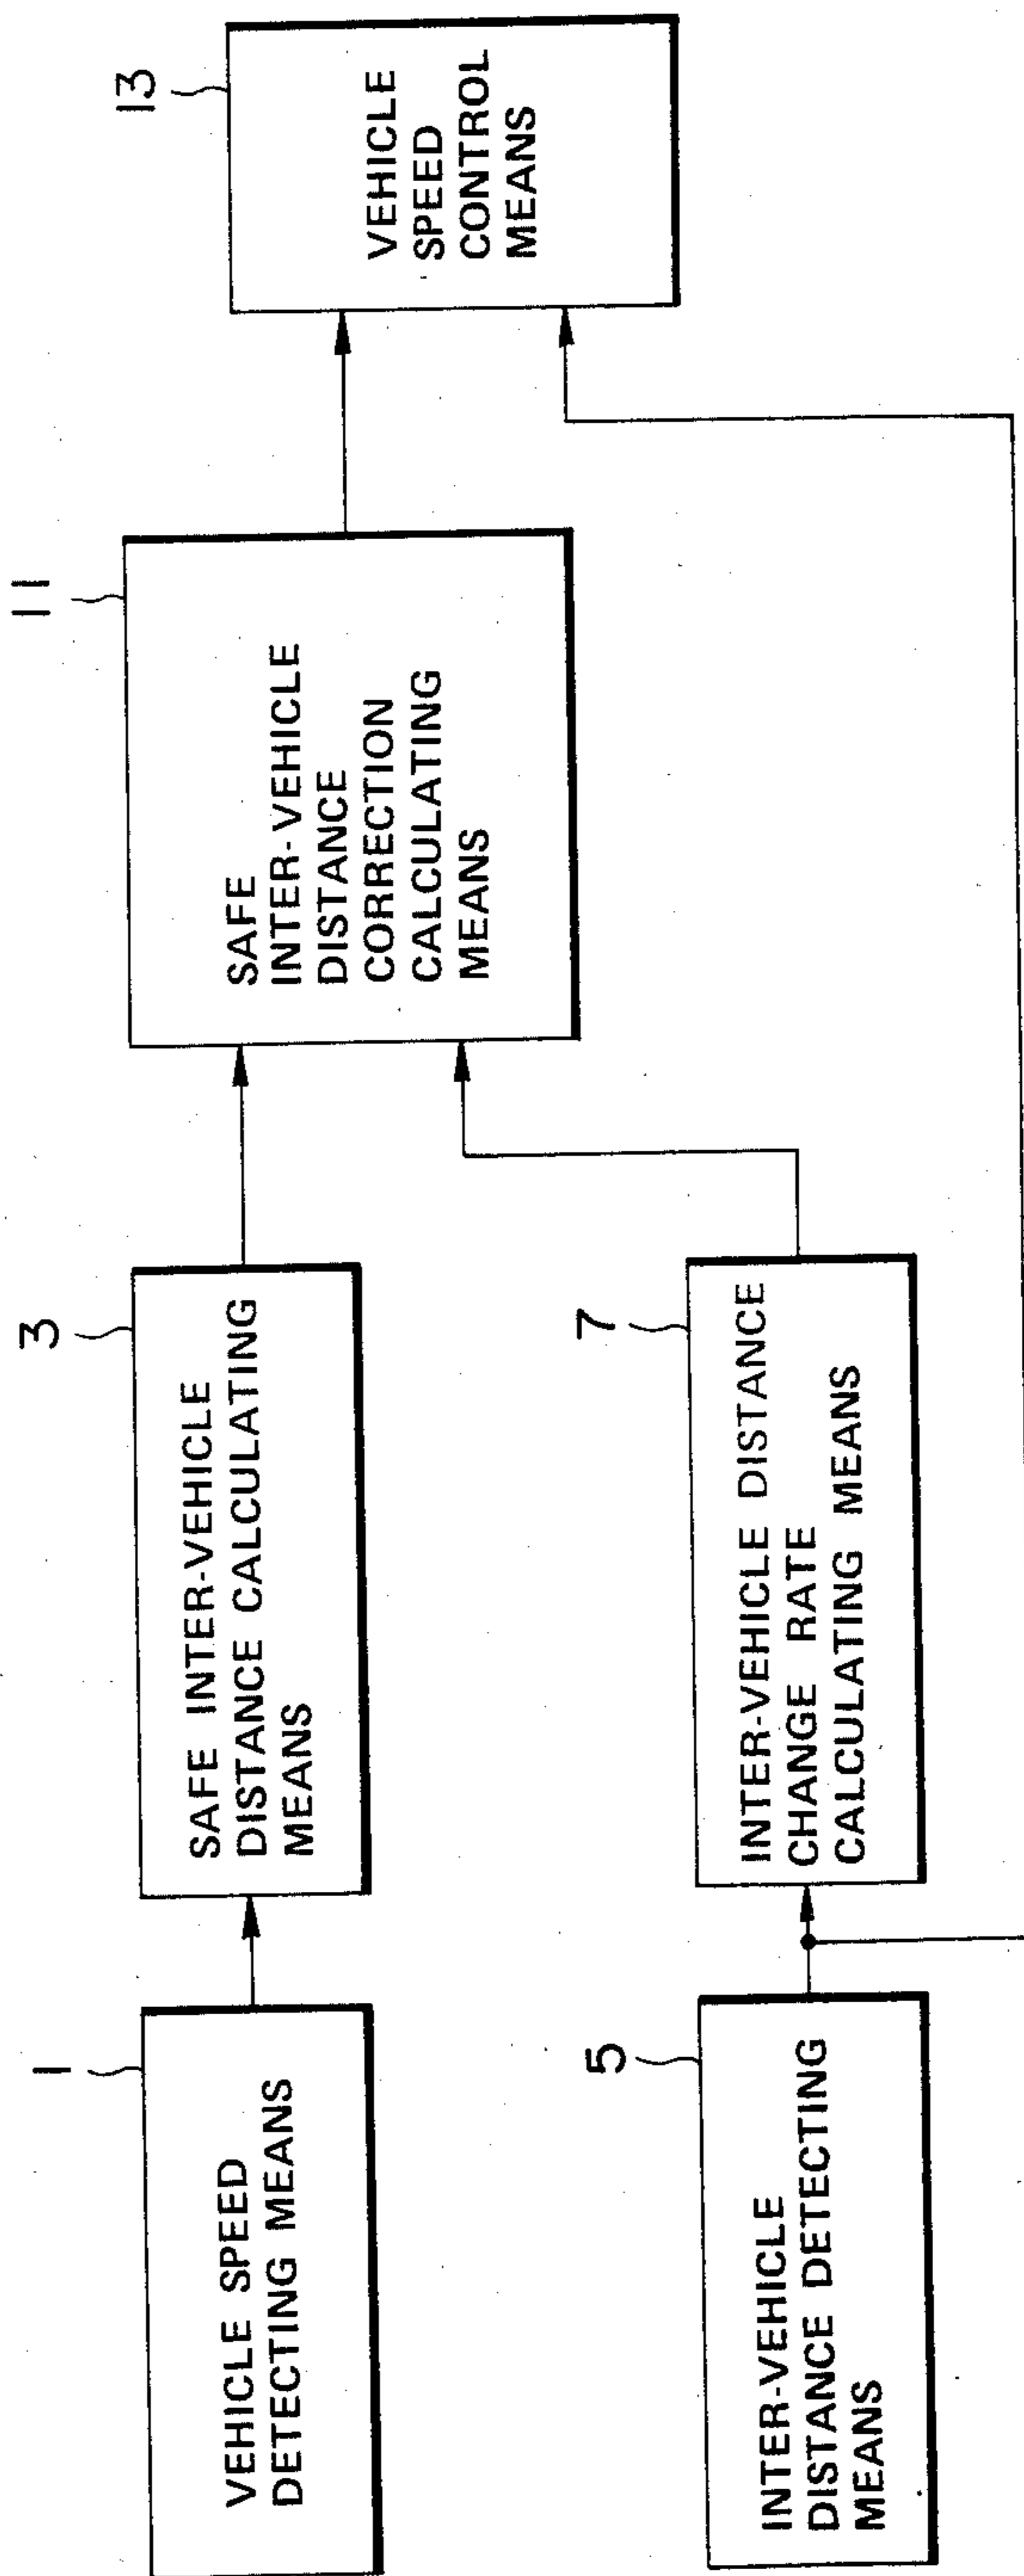 1
VEHICLE SPEED
DETECTING MEANS
3
SAFE INTER-VEHICLE
DISTANCE CALCULATING
MEANS
5
INTER-VEHICLE
DISTANCE DETECTING
MEANS
7
INTER-VEHICLE DISTANCE
CHANGE RATE
CALCULATING MEANS
11
SAFE
INTER-VEHICLE
DISTANCE
CORRECTION
CALCULATING
MEANS
13
VEHICLE
SPEED
CONTROL
MEANS